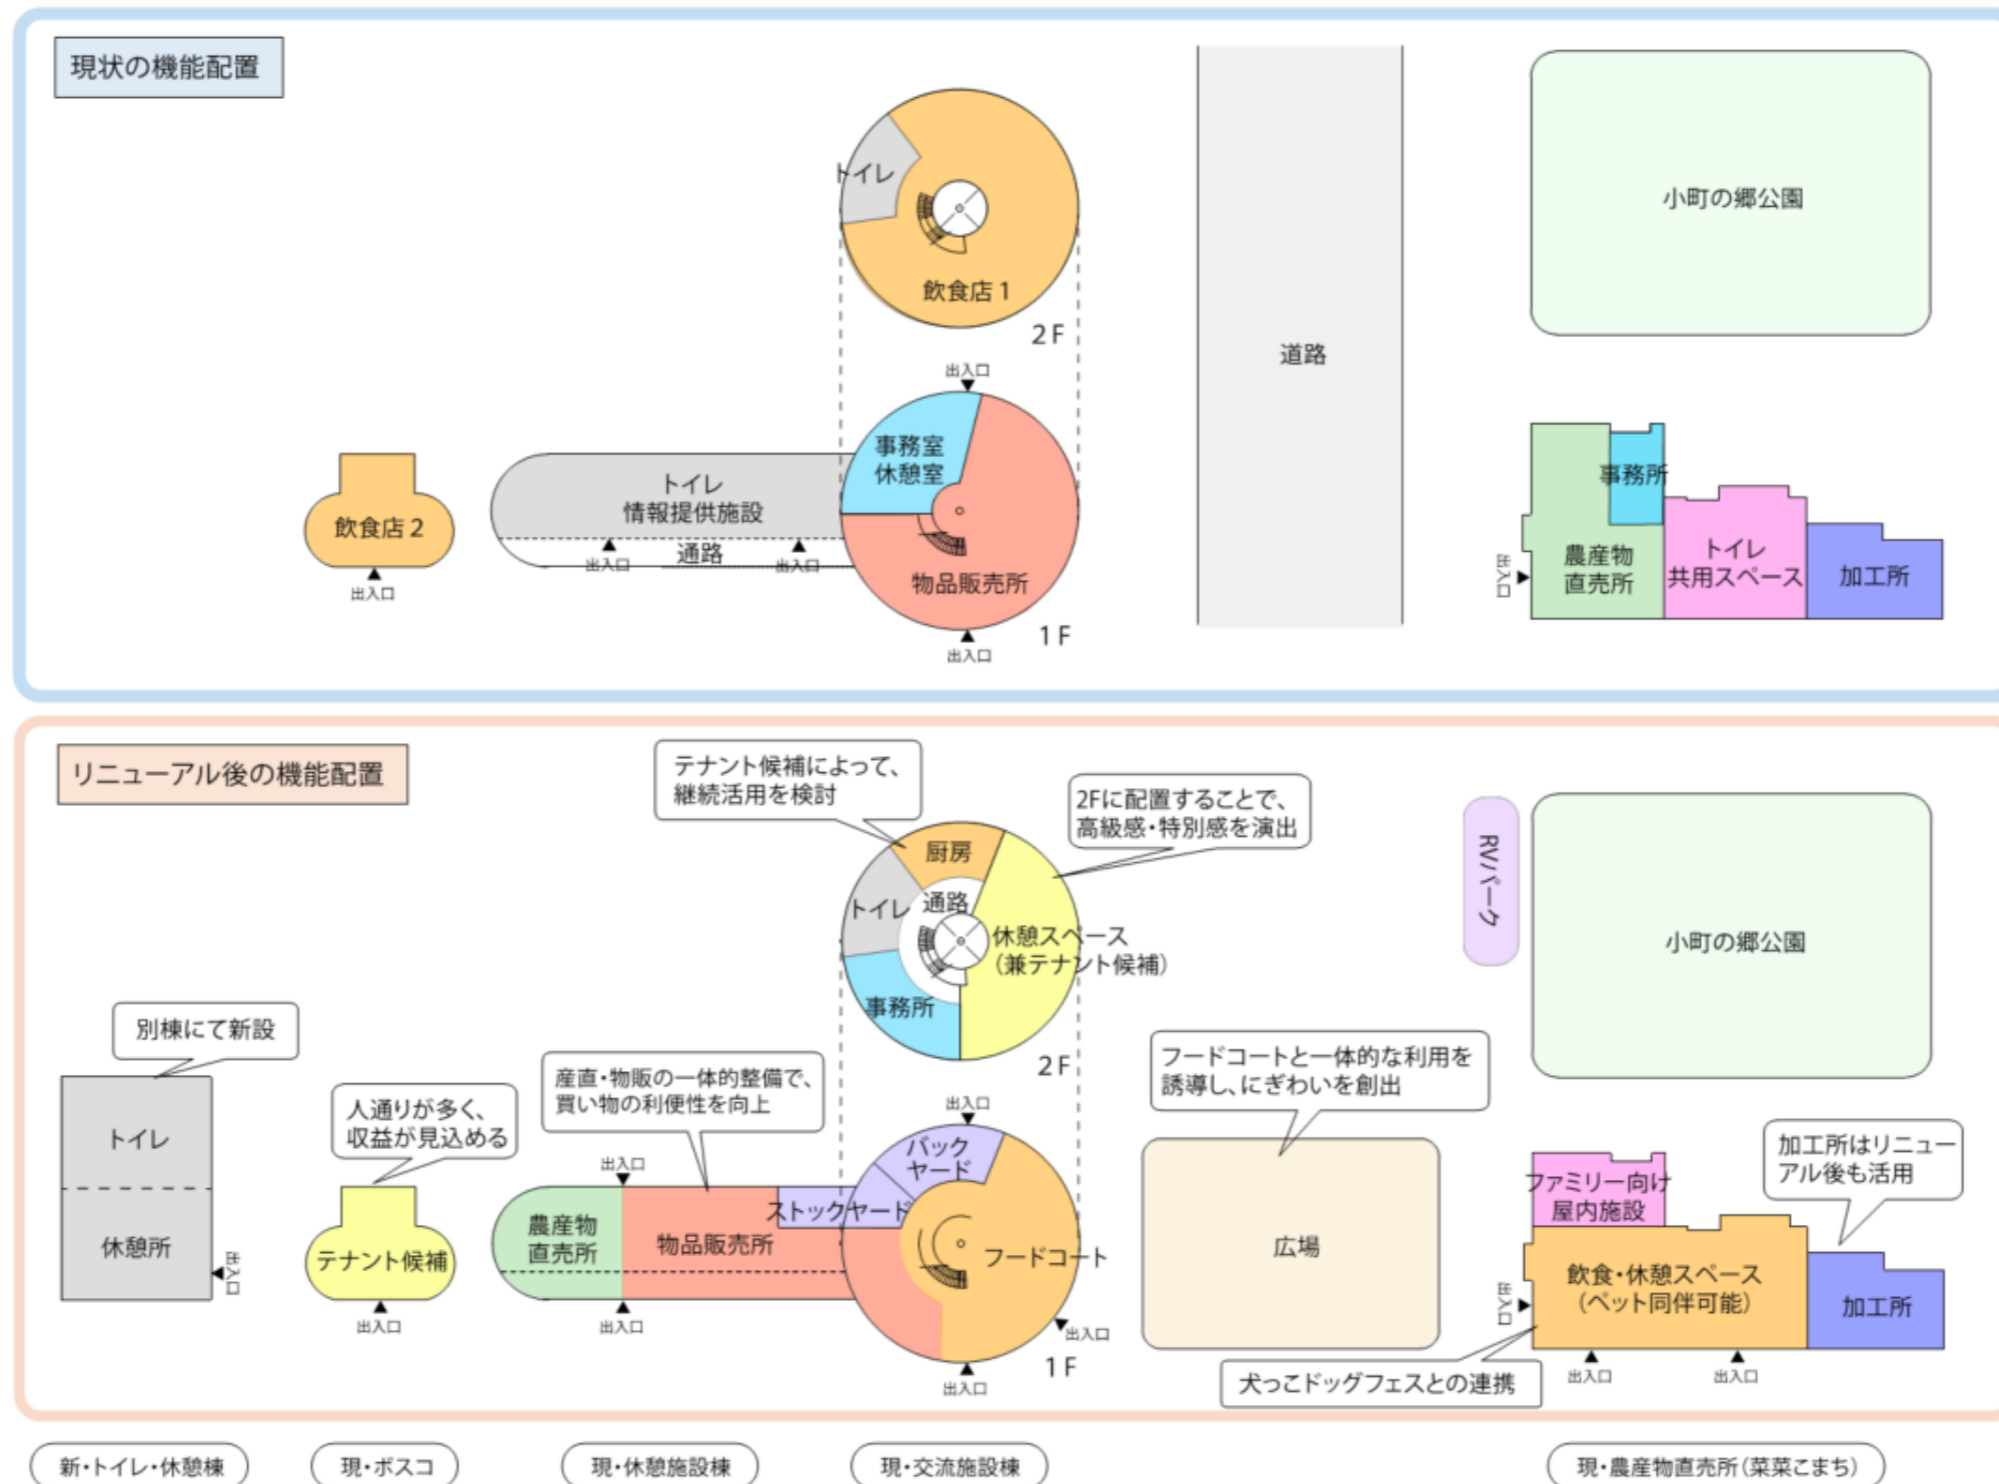 現状の機能配置
トイレ
飲食店1
2F
道路
小町の郷公園
出入口
事務室
休憩室
物品販売所
1F
出入口
トイレ
情報提供施設
通路
出入口
出入口
飲食店2
出入口
事務所
農産物
直売所
トイレ
共用スペース
加工所
出入口
リニューアル後の機能配置
テナント候補によって、
継続活用を検討
2Fに配置することで、
高級感・特別感を演出
厨房
トイレ
通路
休憩スペース
(兼テナント候補)
事務所
2F
RVパーク
小町の郷公園
別棟にて新設
トイレ
休憩所
出入口
人通りが多く、
収益が見込める
テナント候補
出入口
産直・物販の一体的整備で、
買い物の利便性を向上
出入口
農産物
直売所
物品販売所
ストックヤード
出入口
出入口
バック
ヤード
フードコート
出入口
1F
出入口
フードコートと一体的な利用を
誘導し、にぎわいを創出
広場
加工所はリニュー
アル後も活用
ファミリー向け
屋内施設
飲食・休憩スペース
(ペット同伴可能)
加工所
出入口
犬っこドッグフェスとの連携
出入口
出入口
新・トイレ・休憩棟
現・ボスコ
現・休憩施設棟
現・交流施設棟
現・農産物直売所(菜菜こまち)